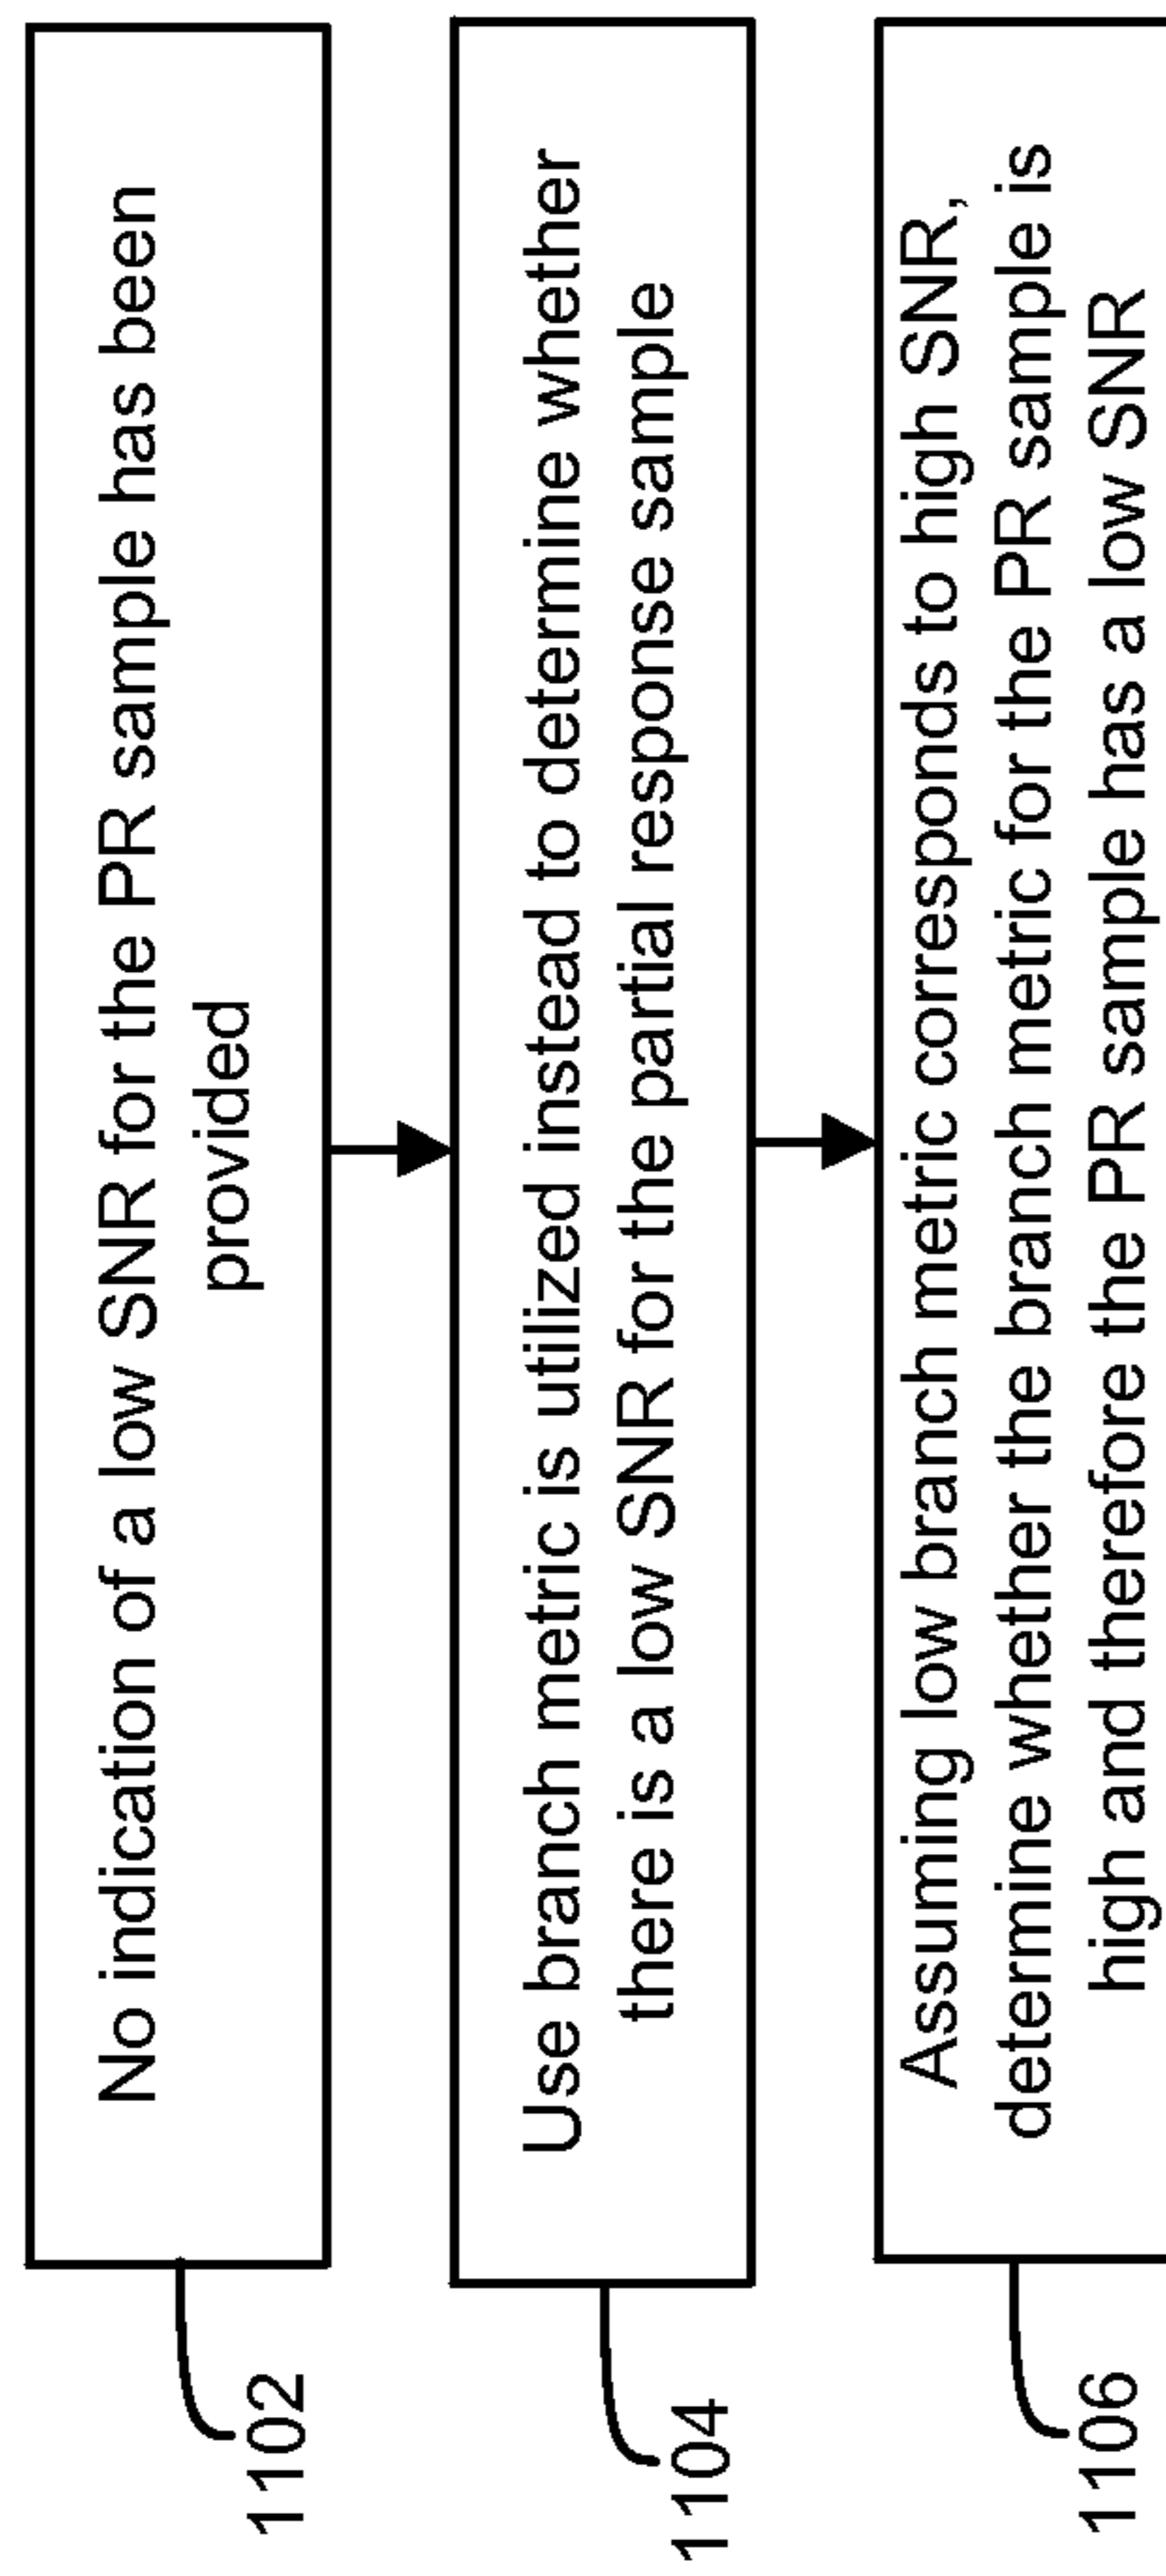 No indication of a low SNR for the PR sample has been
provided
1102
Use branch metric is utilized instead to determine whether
there is a low SNR for the partial response sample
1104
Assuming low branch metric corresponds to high SNR,
determine whether the branch metric for the PR sample is
high and therefore the PR sample has a low SNR
1106